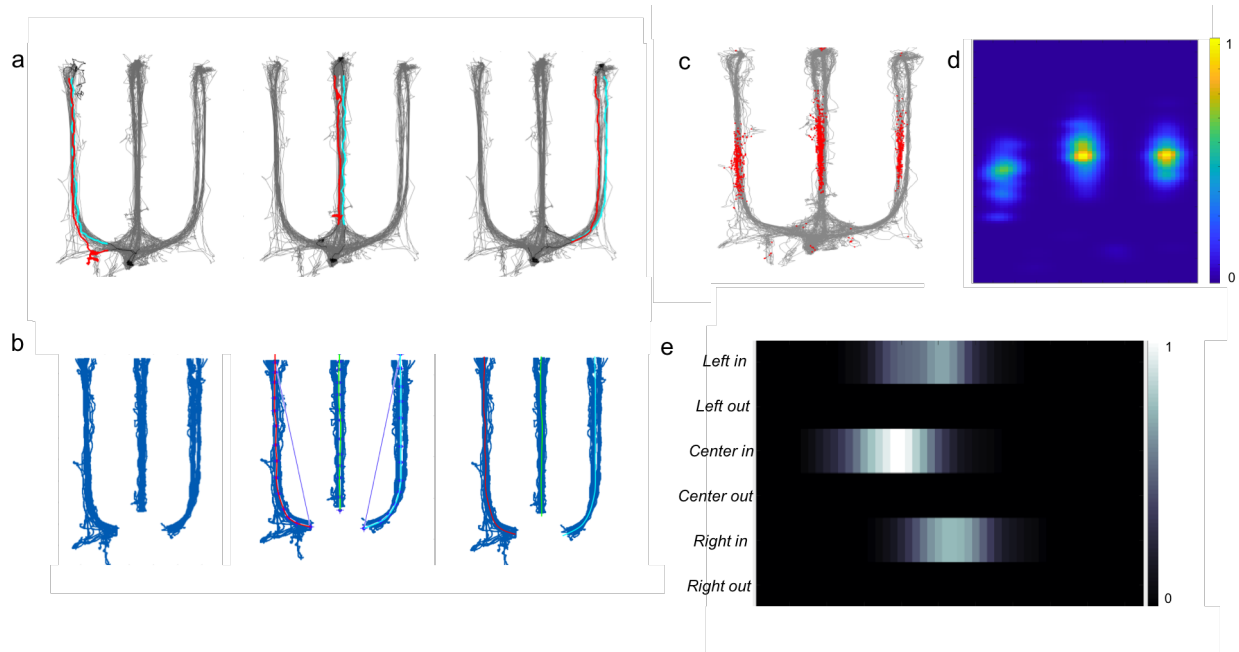 a
c
d
1
0
b
e
Left in
Left out
Center in
Center out
Right in
Right out
1
0